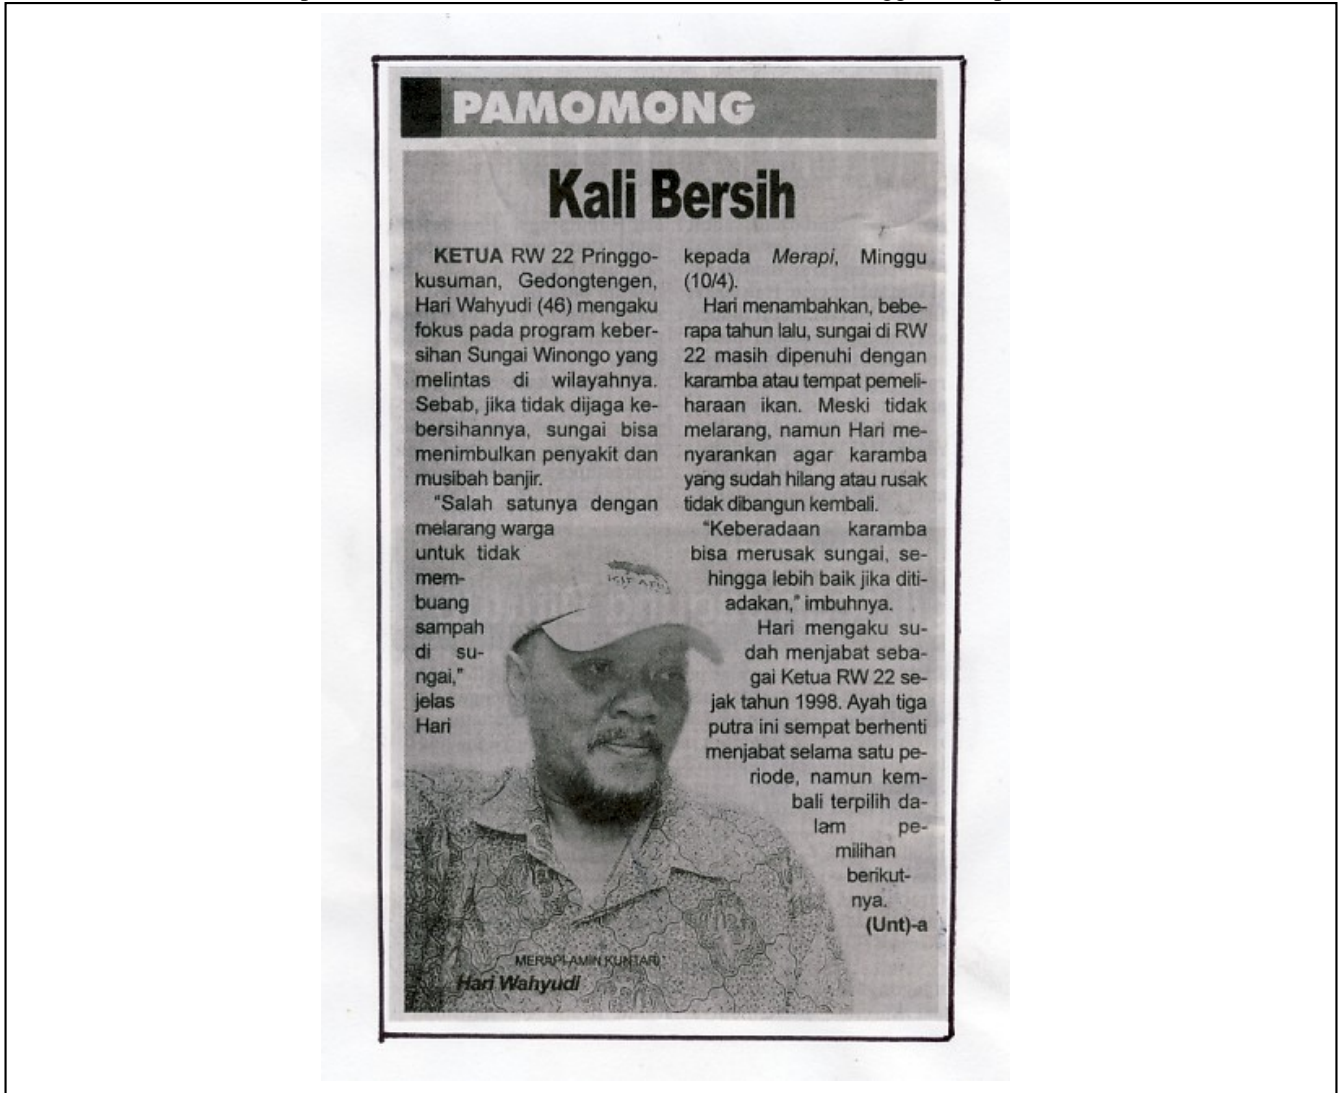 PAMOMONG
Kali Bersih
KETUA RW 22 Pringgo-
kusuman, Gedongtengen,
Hari Wahyudi (46) mengaku
fokus pada program keber-
sihan Sungai Winongo yang
melintas di wilayahnya.
Sebab, jika tidak dijaga ke-
bersihannya, sungai bisa
menimbulkan penyakit dan
musibah banjir.
"Salah satunya dengan
melarang warga
untuk tidak
mem-
buang
sampah
di su-
ngai,"
jelas
Hari
kepada Merapi, Minggu
(10/4).
Hari menambahkan, bebe-
rapa tahun lalu, sungai di RW
22 masih dipenuhi dengan
karamba atau tempat pemeli-
haraan ikan. Meski tidak
melarang, namun Hari me-
nyarankan agar karamba
yang sudah hilang atau rusak
tidak dibangun kembali.
"Keberadaan karamba
bisa merusak sungai, se-
hingga lebih baik jika diti-
adakan," imbuhnya.
Hari mengaku su-
dah menjabat seba-
gai Ketua RW 22 se-
jak tahun 1998. Ayah tiga
putra ini sempat berhenti
menjabat selama satu pe-
riode, namun kem-
bali terpilih da-
lam pe-
milihan
berikut-
nya.
(Unt)-a
MERAPI-AMIN KUNTARI
Hari Wahyudi